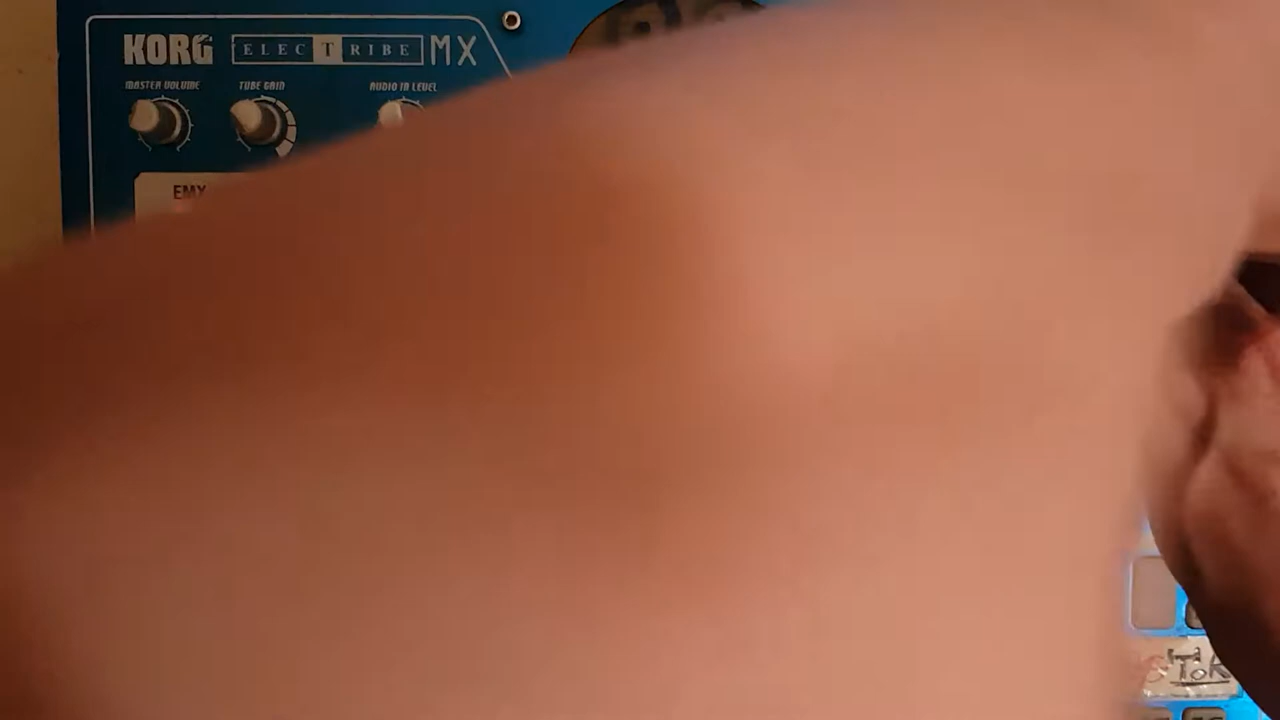 KORG ELECTRIBE MX
MASTER VOLUME TUBE GAIN AUDIO IN LEVEL
EMX